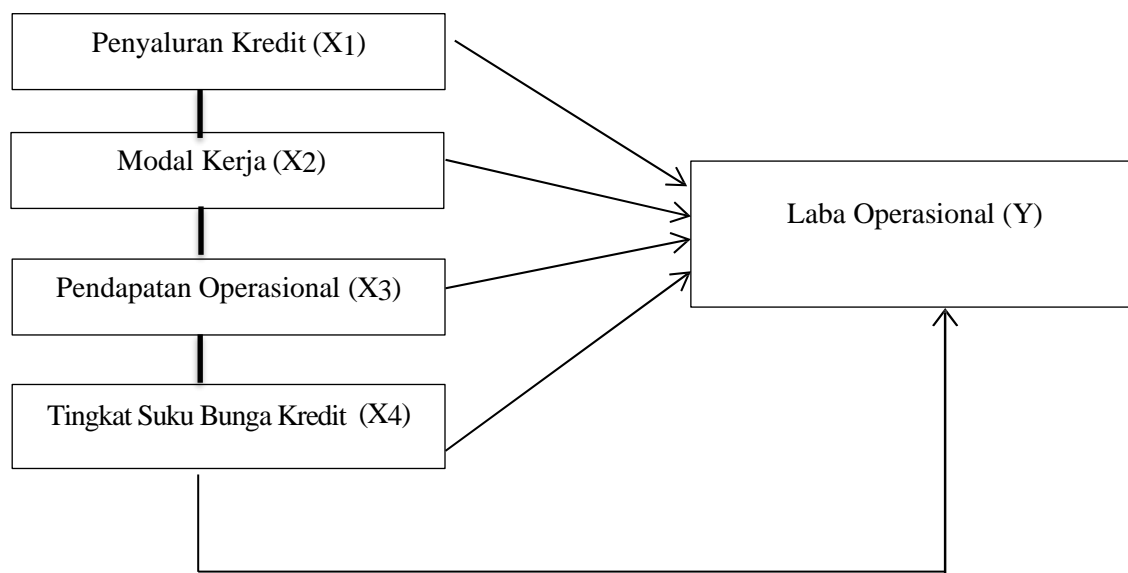 Penyaluran Kredit (X1)
Modal Kerja (X2)
Pendapatan Operasional (X3)
Tingkat Suku Bunga Kredit (X4)
Laba Operasional (Y)